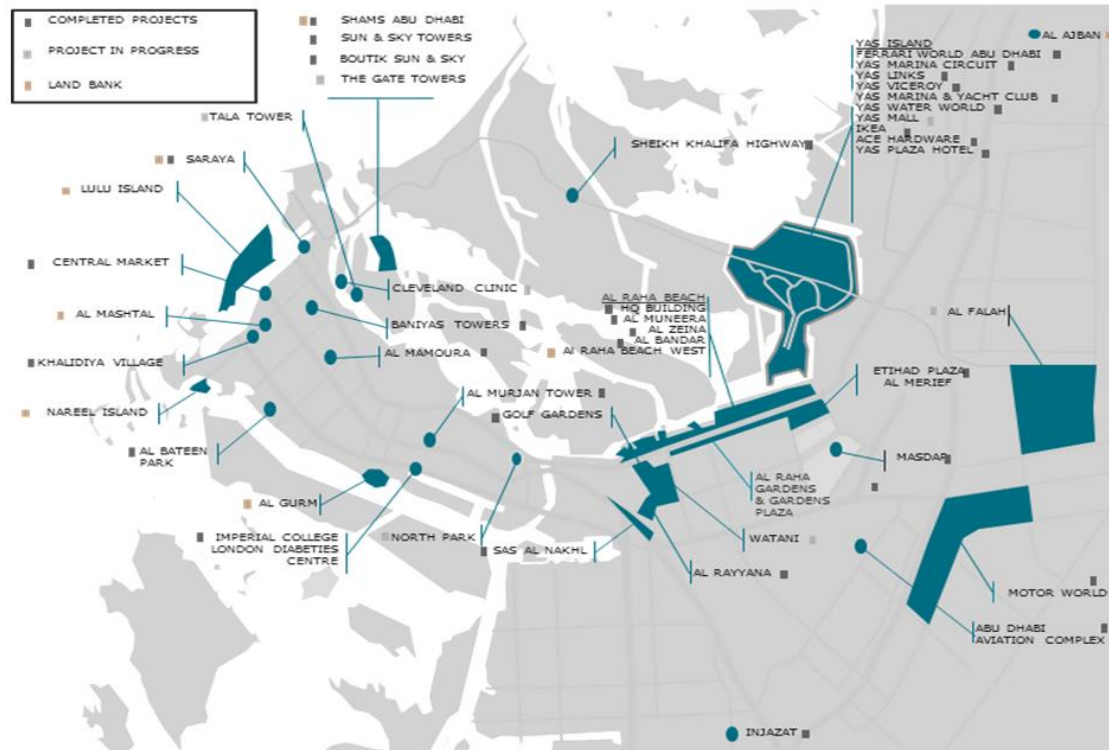 COMPLETED PROJECTS
PROJECT IN PROGRESS
LAND BANK
SHAMS ABU DHABI
SUN & SKY TOWERS
BOUTIK SUN & SKY
THE GATE TOWERS
YAS ISLAND
FERRARI WORLD ABU DHABI
YAS MARINA CIRCUIT
YAS LINKS
YAS VICEROY
YAS MARINA & YACHT CLUB
YAS WATER WORLD
YAS MALL
IKEA
ACE HARDWARE
YAS PLAZA HOTEL
AL AJBAN
TALA TOWER
SARAYA
LULU ISLAND
CENTRAL MARKET
AL MASHTAL
KHALIDIYA VILLAGE
NAREEL ISLAND
AL BATEEN
PARK
AL GURM
IMPERIAL COLLEGE
LONDON DIABETIES
CENTRE
SHEIKH KHALIFA HIGHWAY
CLEVELAND CLINIC
BANIYAS TOWERS
AL MAMOURA
AL MURJAN TOWER
GOLF GARDENS
NORTH PARK
SAS AL NAKHL
AL RAHA BEACH
HQ BUILDING
AL MUNEERA
AL ZEINA
AL BANDAR
Al RAHA BEACH WEST
AL FALAH
ETIHAD PLAZA
AL MERIEF
MASDAR
AL RAHA
GARDENS
& GARDENS
PLAZA
WATANI
AL RAYYANA
MOTOR WORLD
ABU DHABI
AVIATION COMPLEX
INJAZAT